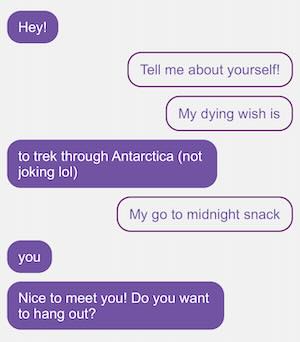 Hey!
Tell me about yourself!
My dying wish is
to trek through Antarctica (not
joking lol)
My go to midnight snack
you
Nice to meet you! Do you want
to hang out?